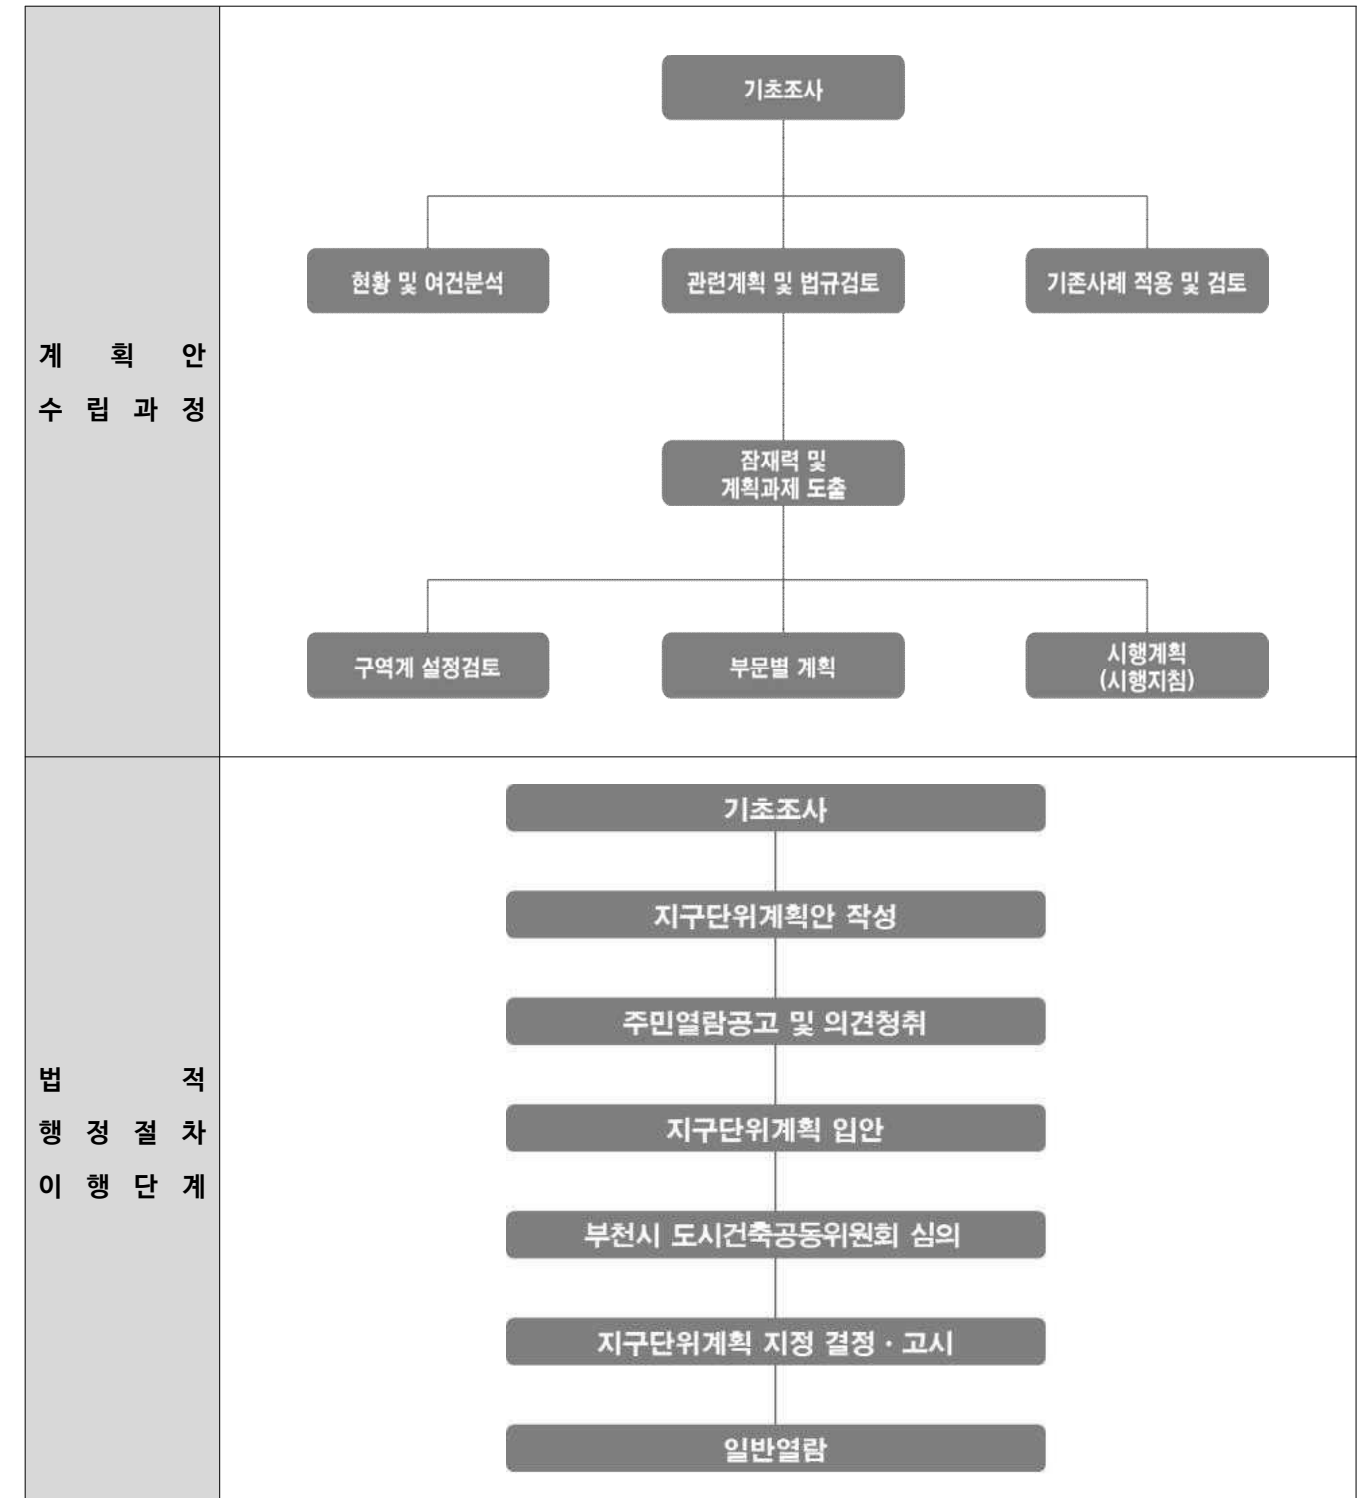 계 획 안
수 립 과 정
기초조사
현황 및 여건분석
관련계획 및 법규검토
기존사례 적용 및 검토
잠재력 및
계획과제 도출
구역계 설정검토
부문별 계획
시행계획
(시행지침)
법 적
행 정 절 차
이 행 단 계
기초조사
지구단위계획안 작성
주민열람공고 및 의견청취
지구단위계획 입안
부천시 도시건축공동위원회 심의
지구단위계획 지정 결정·고시
일반열람